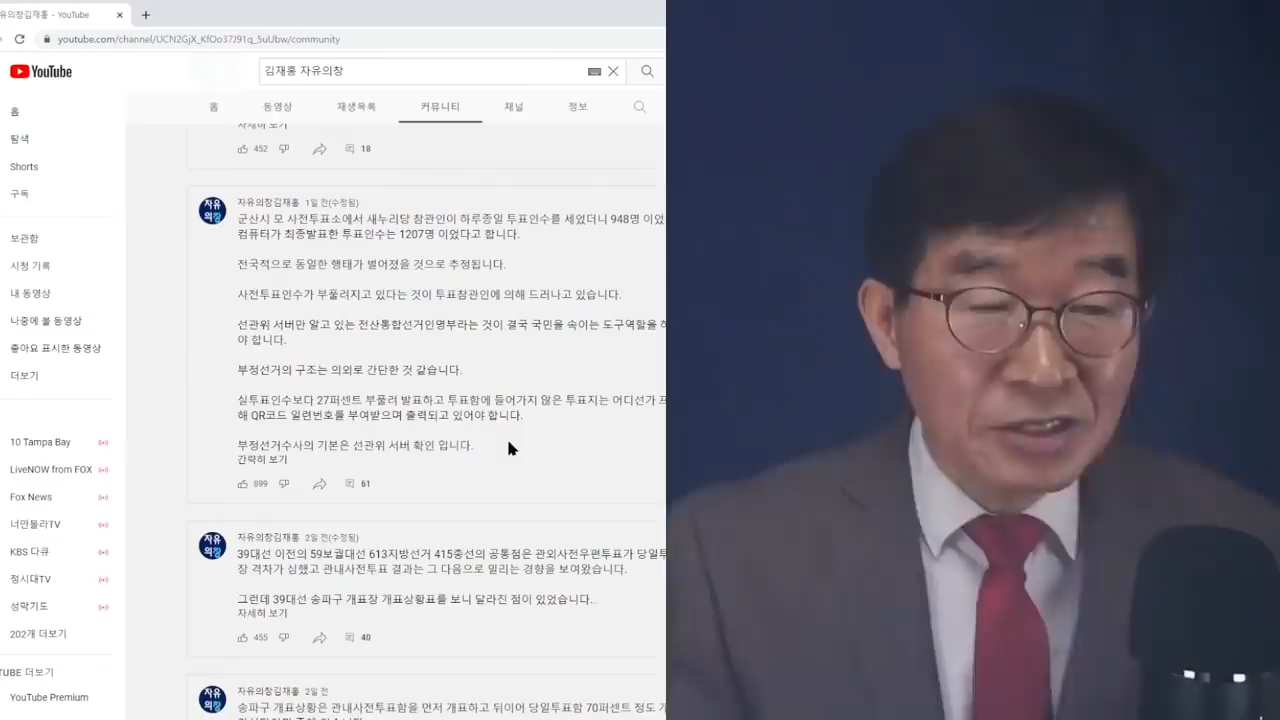 유의창김재홍 - YouTube
youtube.com/channel/UCN2GjX_KfOo37J91q_5uUbw/community
YouTube
김재홍 자유의창
홈
탐색
Shorts
구독
보관함
시청 기록
내 동영상
나중에 볼 동영상
좋아요 표시한 동영상
더보기
10 Tampa Bay
LiveNOW from FOX
Fox News
너만몰라TV
KBS 다큐
정시대TV
성막기도
202개 더보기
TUBE 더보기
YouTube Premium
홈 동영상 재생목록 커뮤니티 채널 정보
자세히 보기
452 18
자유의창김재홍 1일 전(수정됨)
군산시 모 사전투표소에서 새누리당 참관인이 하루종일 투표인수를 세었더니 948명 이었
컴퓨터가 최종발표한 투표인수는 1207명 이었다고 합니다.
전국적으로 동일한 행태가 벌어졌을 것으로 추정됩니다.
사전투표인수가 부풀려지고 있다는 것이 투표참관인에 의해 드러나고 있습니다.
선관위 서버만 알고 있는 전산통합선거인명부라는 것이 결국 국민을 속이는 도구역할을
야 합니다.
부정선거의 구조는 의외로 간단한 것 같습니다.
실투표인수보다 27퍼센트 부풀려 발표하고 투표함에 들어가지 않은 투표지는 어디선가
해 QR코드 일련번호를 부여받으며 출력되고 있어야 합니다.
부정선거수사의 기본은 선관위 서버 확인 입니다.
간략히 보기
899 61
자유의창
자유의창김재홍 2일 전(수정됨)
39대선 이전의 59보궐대선 613지방선거 415총선의 공통점은 관외사전우편투표가 당일투
장 격차가 심했고 관내사전투표 결과는 그 다음으로 밀리는 경향을 보여왔습니다.
그런데 39대선 송파구 개표장 개표상황표를 보니 달라진 점이 있었습니다..
자세히 보기
455 40
자유의창
자유의창김재홍 2일 전
송파구 개표상황은 관내사전투표함을 먼저 개표하고 뒤이어 당일투표함 70퍼센트 정도